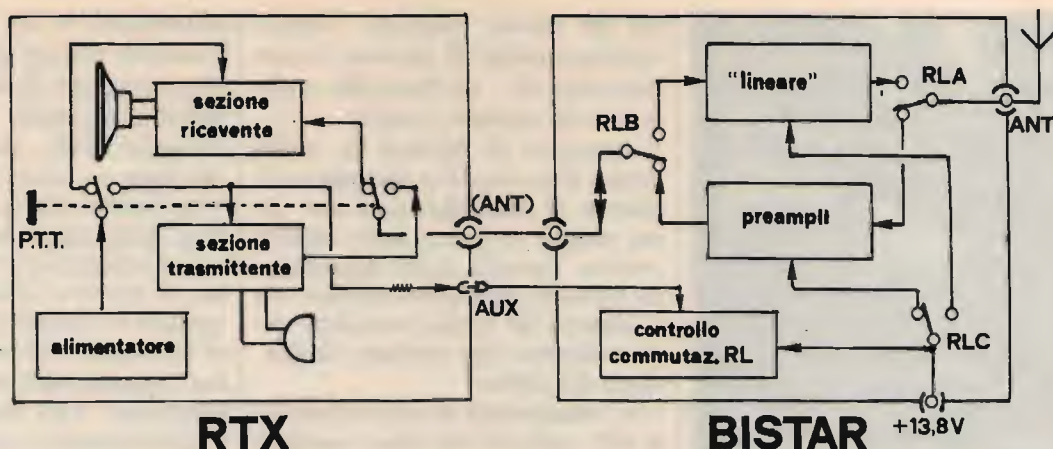 sezione
ricevente
P.T.T.
sezione
trasmittente
alimentatore
(ANT)
AUX
RTX
"lineare"
RLA
ANT
RLB
preampli
controllo
commutaz. RL
RLC
+13,8V
BISTAR